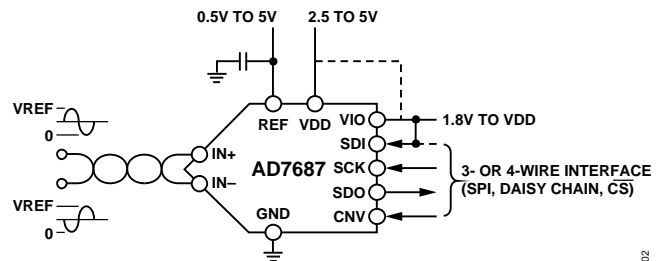 0.5V TO 5V 2.5 TO 5V
VREF
0
REF VDD VIO 1.8V TO VDD
SDI
IN+
AD7687 SCK
3- OR 4-WIRE INTERFACE
(SPI, DAISY CHAIN, CS)
IN–
SDO
VREF
0
GND CNV
02